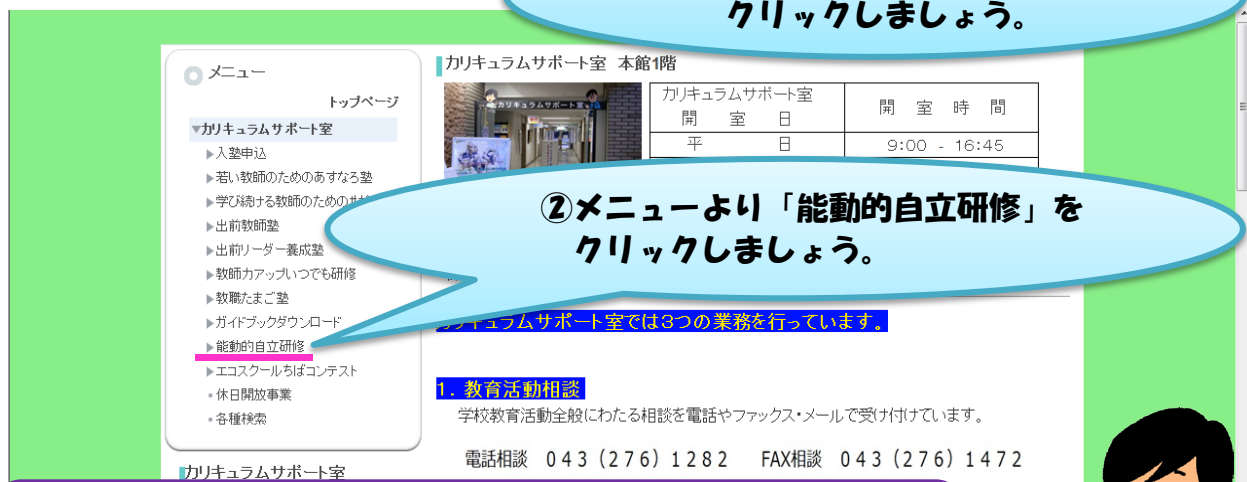 クリックしましょう。
メニュー
トップページ
▼カリキュラムサポート室
▶入塾申込
▶若い教師のためのあすなろ塾
▶学び続ける教師のための
▶出前教師塾
▶出前リーダー養成塾
▶教師力アップいつでも研修
▶教職たまご塾
▶ガイドブックダウンロード
▶能動的自立研修
▶エコスクールちばコンテスト
▪休日開放事業
▪各種検索
カリキュラムサポート室
カリキュラムサポート室 本館1階
カリキュラムサポート室
カリキュラムサポート室
開 室 日
開 室 時 間
平 日
9:00 - 16:45
②メニューより「能動的自立研修」を
クリックしましょう。
カリキュラムサポート室では3つの業務を行っています。
1. 教育活動相談
学校教育活動全般にわたる相談を電話やファックス・メールで受け付けています。
電話相談 043(276)1282 FAX相談 043(276)1472